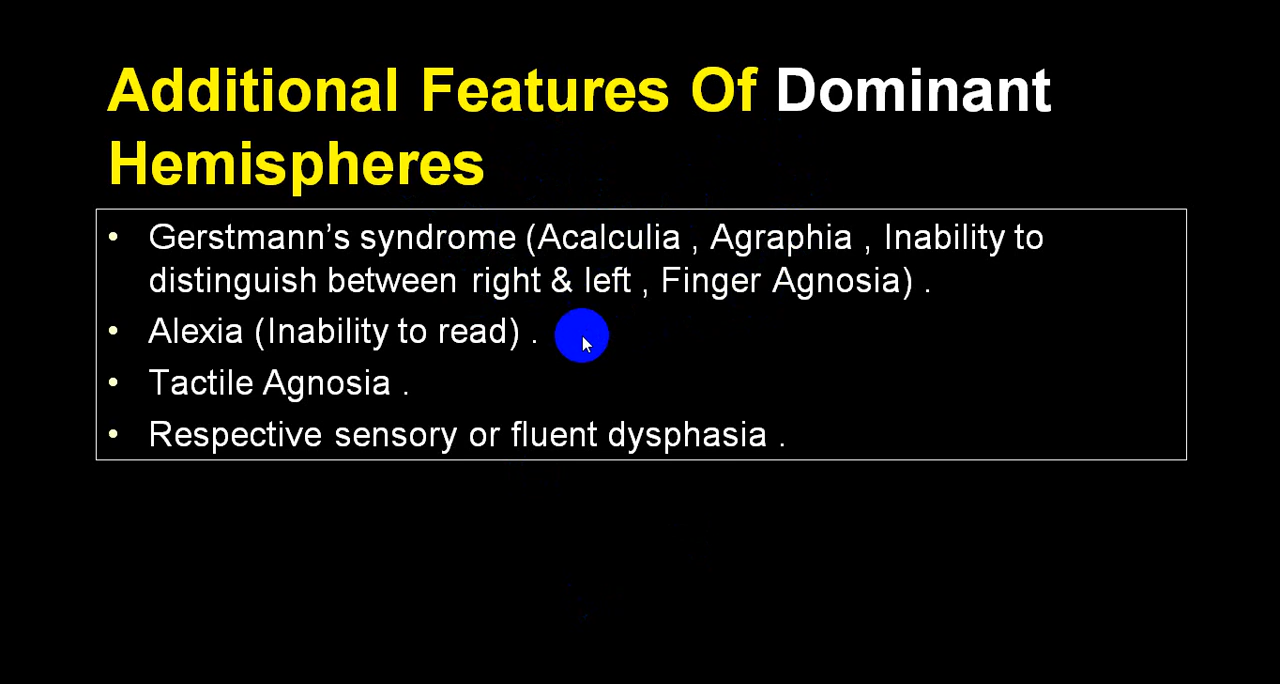 Additional Features Of Dominant
Hemispheres
• Gerstmann’s syndrome (Acalculia , Agraphia , Inability to
distinguish between right & left , Finger Agnosia) .
• Alexia (Inability to read) .
• Tactile Agnosia .
• Respective sensory or fluent dysphasia .